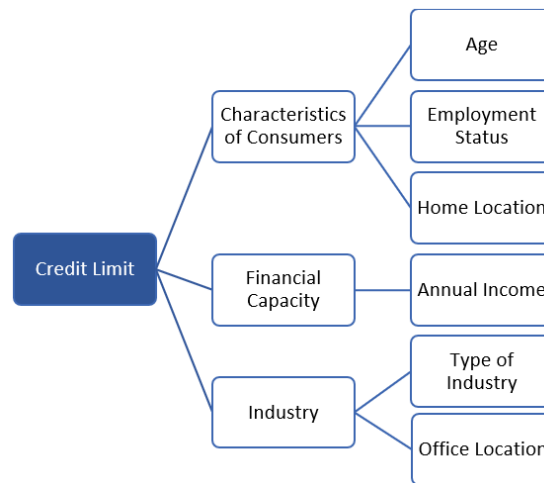 Credit Limit
Characteristics
of Consumers
Age
Employment
Status
Home Location
Financial
Capacity
Annual Income
Industry
Type of
Industry
Office Location